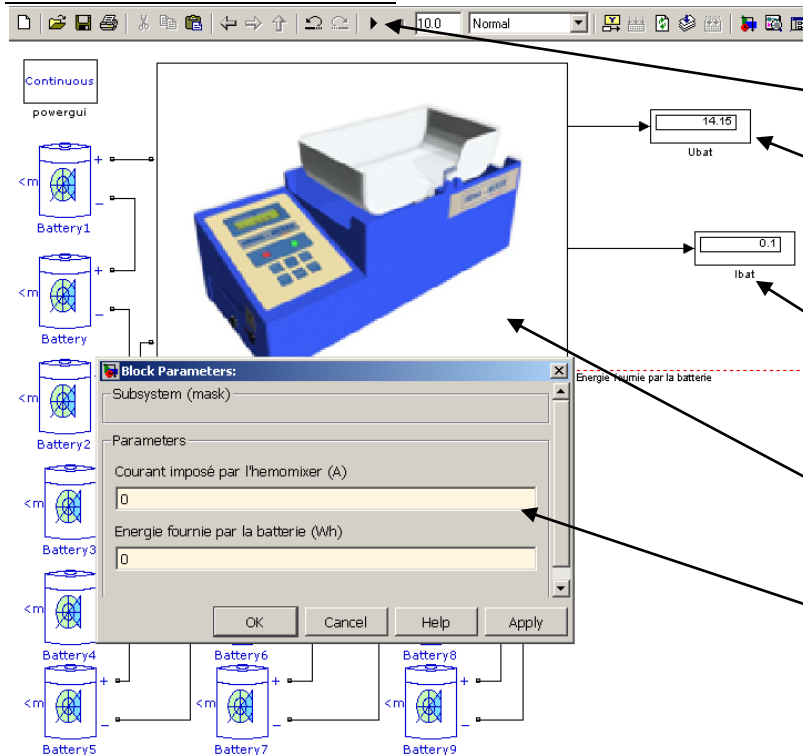 10.0 Normal
Continuous
powergui
14.15
Ubat
<m
+
−
Battery1
0.1
Ibat
<m
+
−
Battery
Block Parameters:
Energie fournie par la batterie
Subsystem (mask)
<m
Battery2
Parameters
Courant imposé par l'hemomixer (A)
0
<m
Energie fournie par la batterie (Wh)
Battery3
0
<m
OK Cancel Help Apply
Battery4 Battery6 Battery8
+ + +
<m <m <m
− − −
Battery5 Battery7 Battery9